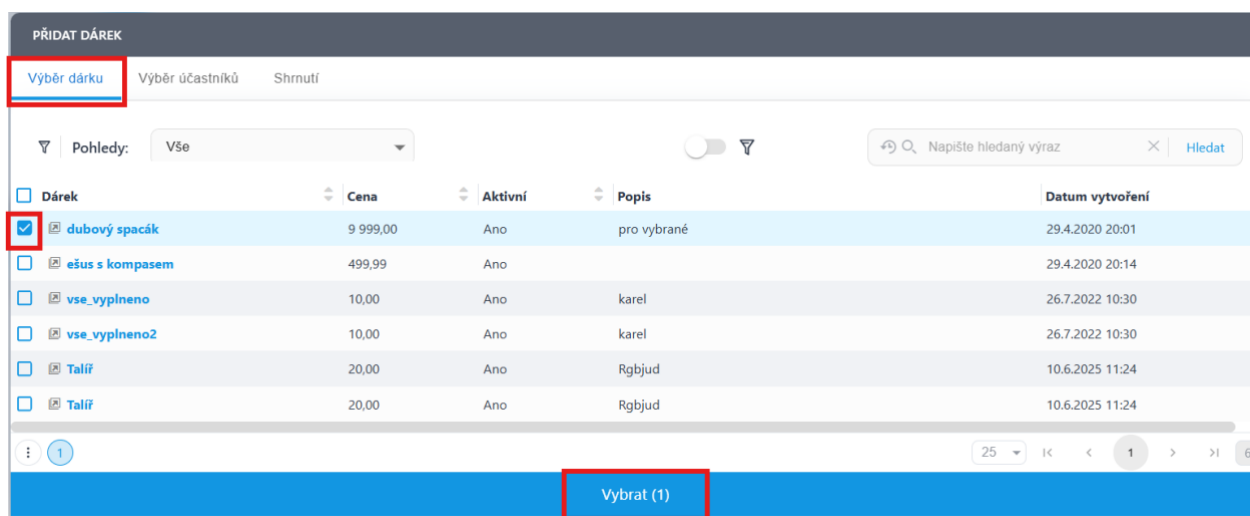 PŘIDAT DÁREK
Výběr dárku Výběr účastníků Shrnutí
Pohledy: Vše Napište hledaný výraz Hledat
Dárek Cena Aktivní Popis Datum vytvoření
dubový spacák 9 999,00 Ano pro vybrané 29.4.2020 20:01
ešus s kompasem 499,99 Ano 29.4.2020 20:14
vse_vyplneno 10,00 Ano karel 26.7.2022 10:30
vse_vyplneno2 10,00 Ano karel 26.7.2022 10:30
Talíř 20,00 Ano Rgbjud 10.6.2025 11:24
Talíř 20,00 Ano Rgbjud 10.6.2025 11:24
1 25 1 6
Vybrat (1)